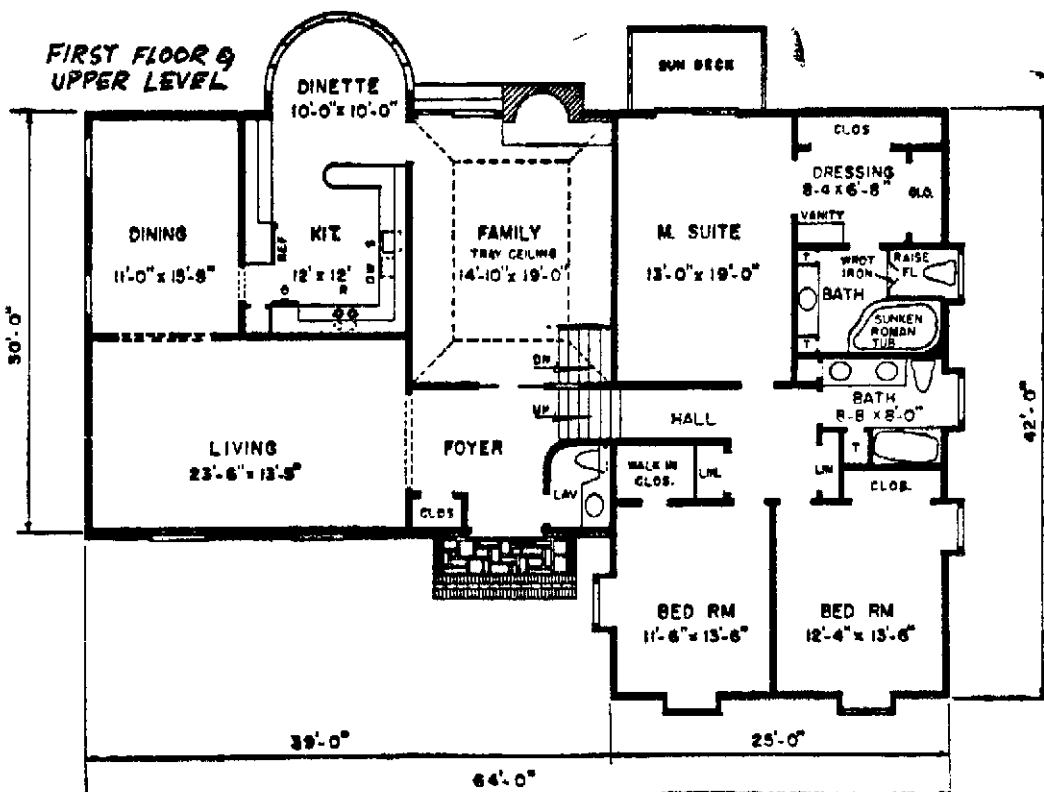 FIRST FLOOR &
UPPER LEVEL
DINETTE
10'-0" x 10'-0"
SUN DECK
CLOS
DRESSING
8-4 x 6'-8"
VANITY
DINING
11'-0" x 15'-8"
REF
KIT.
12' x 12'
O
R
DW
S
FAMILY
TRAY CEILING
14'-10" x 19'-0"
M. SUITE
13'-0" x 19'-0"
T
WROT
IRON
RAISE
FL
BATH
SUNKEN
ROMAN
TUB
T
30'-0"
DN
UP
HALL
BATH
8-8 x 8'-0"
42'-0"
LIVING
23'-6" x 13'-8"
FOYER
LAV
CLOS
WALK IN
CLOS.
LIN.
LIN
T
CLOS.
BED RM
11'-6" x 13'-6"
BED RM
12'-4" x 13'-6"
39'-0"
25'-0"
64'-0"